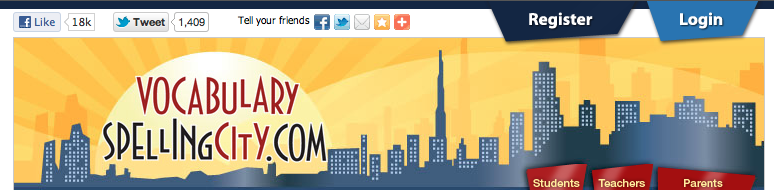 Like 18k Tweet 1,409 Tell your friends Register Login
VOCABULARY
SPELLINGCITY.COM
Students Teachers Parents